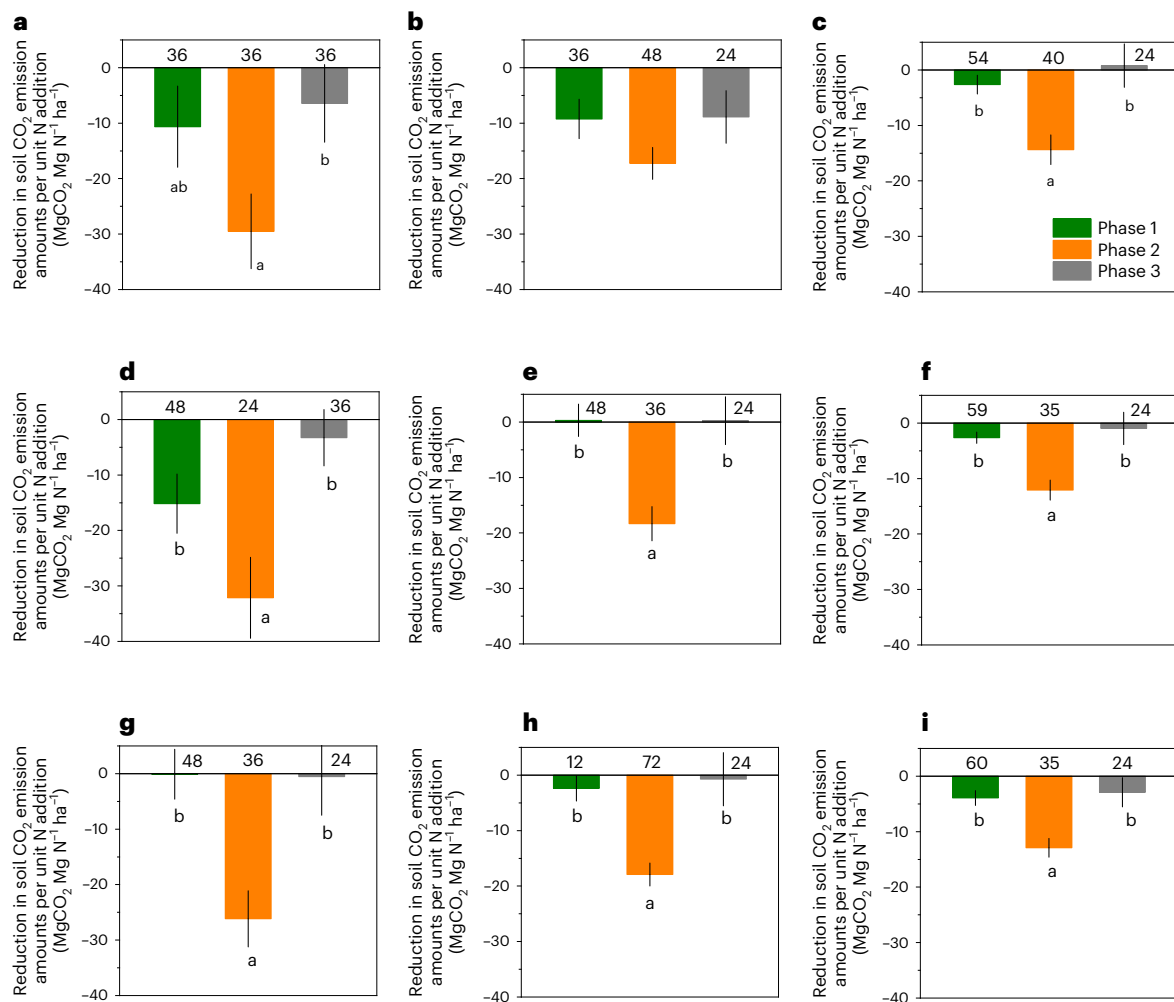 a
Reduction in soil CO₂ emission
amounts per unit N addition
(MgCO₂ Mg N⁻¹ ha⁻¹)
0
−10
−20
−30
−40
36 36 36
ab
a
b
b
Reduction in soil CO₂ emission
amounts per unit N addition
(MgCO₂ Mg N⁻¹ ha⁻¹)
0
−10
−20
−30
−40
36 48 24
c
Reduction in soil CO₂ emission
amounts per unit N addition
(MgCO₂ Mg N⁻¹ ha⁻¹)
0
−10
−20
−30
−40
54 40 24
b
a
b
Phase 1
Phase 2
Phase 3
d
Reduction in soil CO₂ emission
amounts per unit N addition
(MgCO₂ Mg N⁻¹ ha⁻¹)
0
−10
−20
−30
−40
48 24 36
b
a
b
e
Reduction in soil CO₂ emission
amounts per unit N addition
(MgCO₂ Mg N⁻¹ ha⁻¹)
0
−10
−20
−30
−40
48 36 24
b
a
b
f
Reduction in soil CO₂ emission
amounts per unit N addition
(MgCO₂ Mg N⁻¹ ha⁻¹)
0
−10
−20
−30
−40
59 35 24
b
a
b
g
Reduction in soil CO₂ emission
amounts per unit N addition
(MgCO₂ Mg N⁻¹ ha⁻¹)
0
−10
−20
−30
−40
48 36 24
b
a
b
h
Reduction in soil CO₂ emission
amounts per unit N addition
(MgCO₂ Mg N⁻¹ ha⁻¹)
0
−10
−20
−30
−40
12 72 24
b
a
b
i
Reduction in soil CO₂ emission
amounts per unit N addition
(MgCO₂ Mg N⁻¹ ha⁻¹)
0
−10
−20
−30
−40
60 35 24
b
a
b